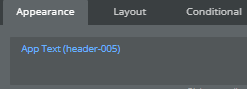 Appearance Layout Conditional
App Text (header-005)